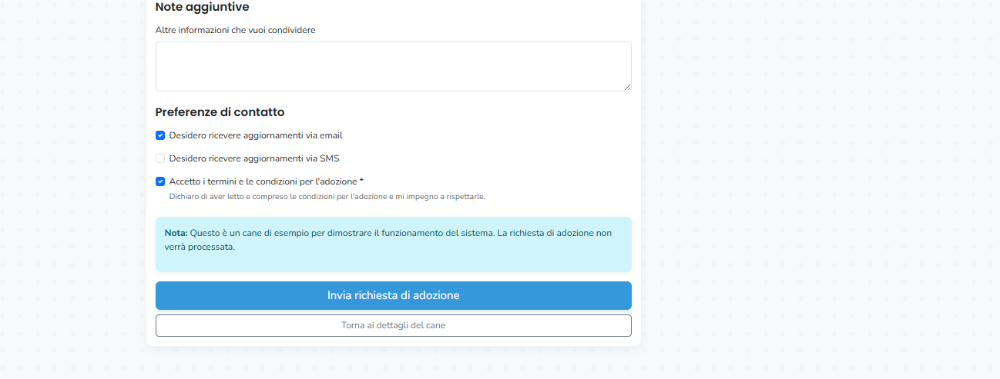 Note aggiuntive
Altre informazioni che vuoi condividere
Preferenze di contatto
Desidero ricevere aggiornamenti via email
Desidero ricevere aggiornamenti via SMS
Accetto i termini e le condizioni per l'adozione *
Dichiaro di aver letto e compreso le condizioni per l'adozione e mi impegno a rispettarle.
Nota: Questo è un cane di esempio per dimostrare il funzionamento del sistema. La richiesta di adozione non
verrà processata.
Invia richiesta di adozione
Torna ai dettagli del cane